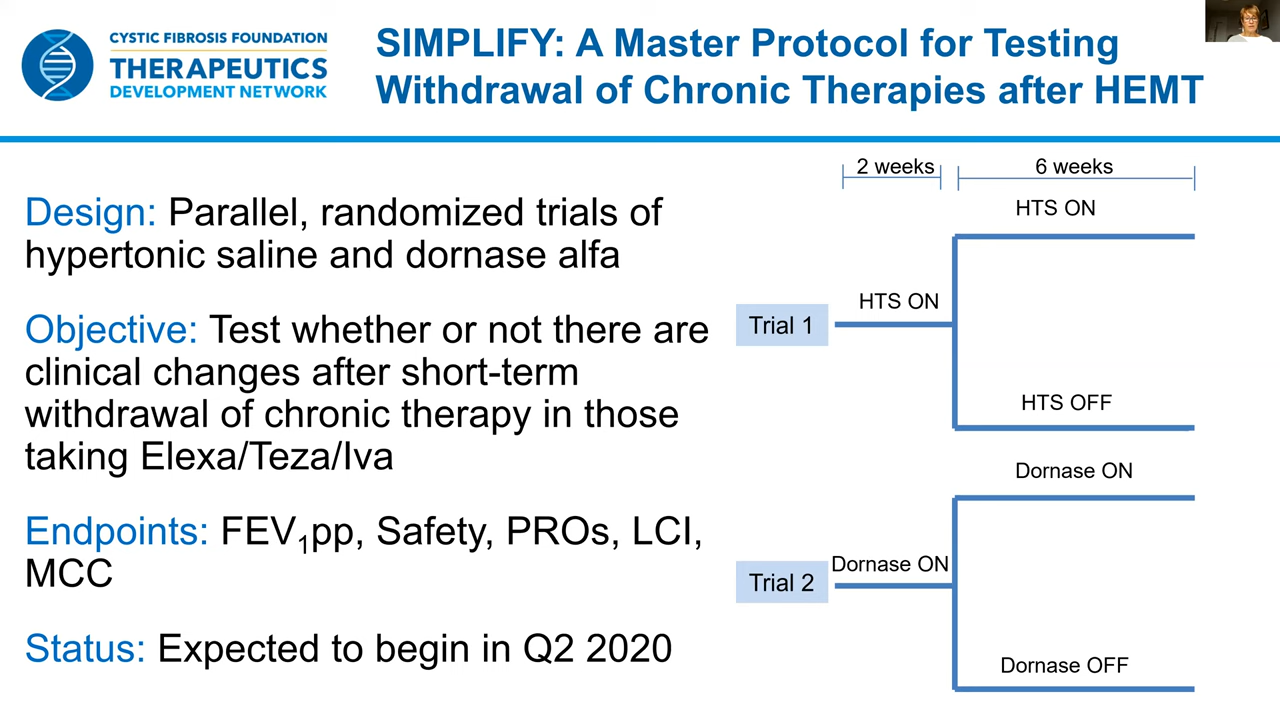 CYSTIC FIBROSIS FOUNDATION
THERAPEUTICS
DEVELOPMENT NETWORK
SIMPLIFY: A Master Protocol for Testing
Withdrawal of Chronic Therapies after HEMT
Design: Parallel, randomized trials of
hypertonic saline and dornase alfa
Objective: Test whether or not there are
clinical changes after short-term
withdrawal of chronic therapy in those
taking Elexa/Teza/Iva
Endpoints: FEV1pp, Safety, PROs, LCI,
MCC
Status: Expected to begin in Q2 2020
2 weeks
6 weeks
HTS ON
HTS ON
Trial 1
HTS OFF
Dornase ON
Dornase ON
Trial 2
Dornase OFF